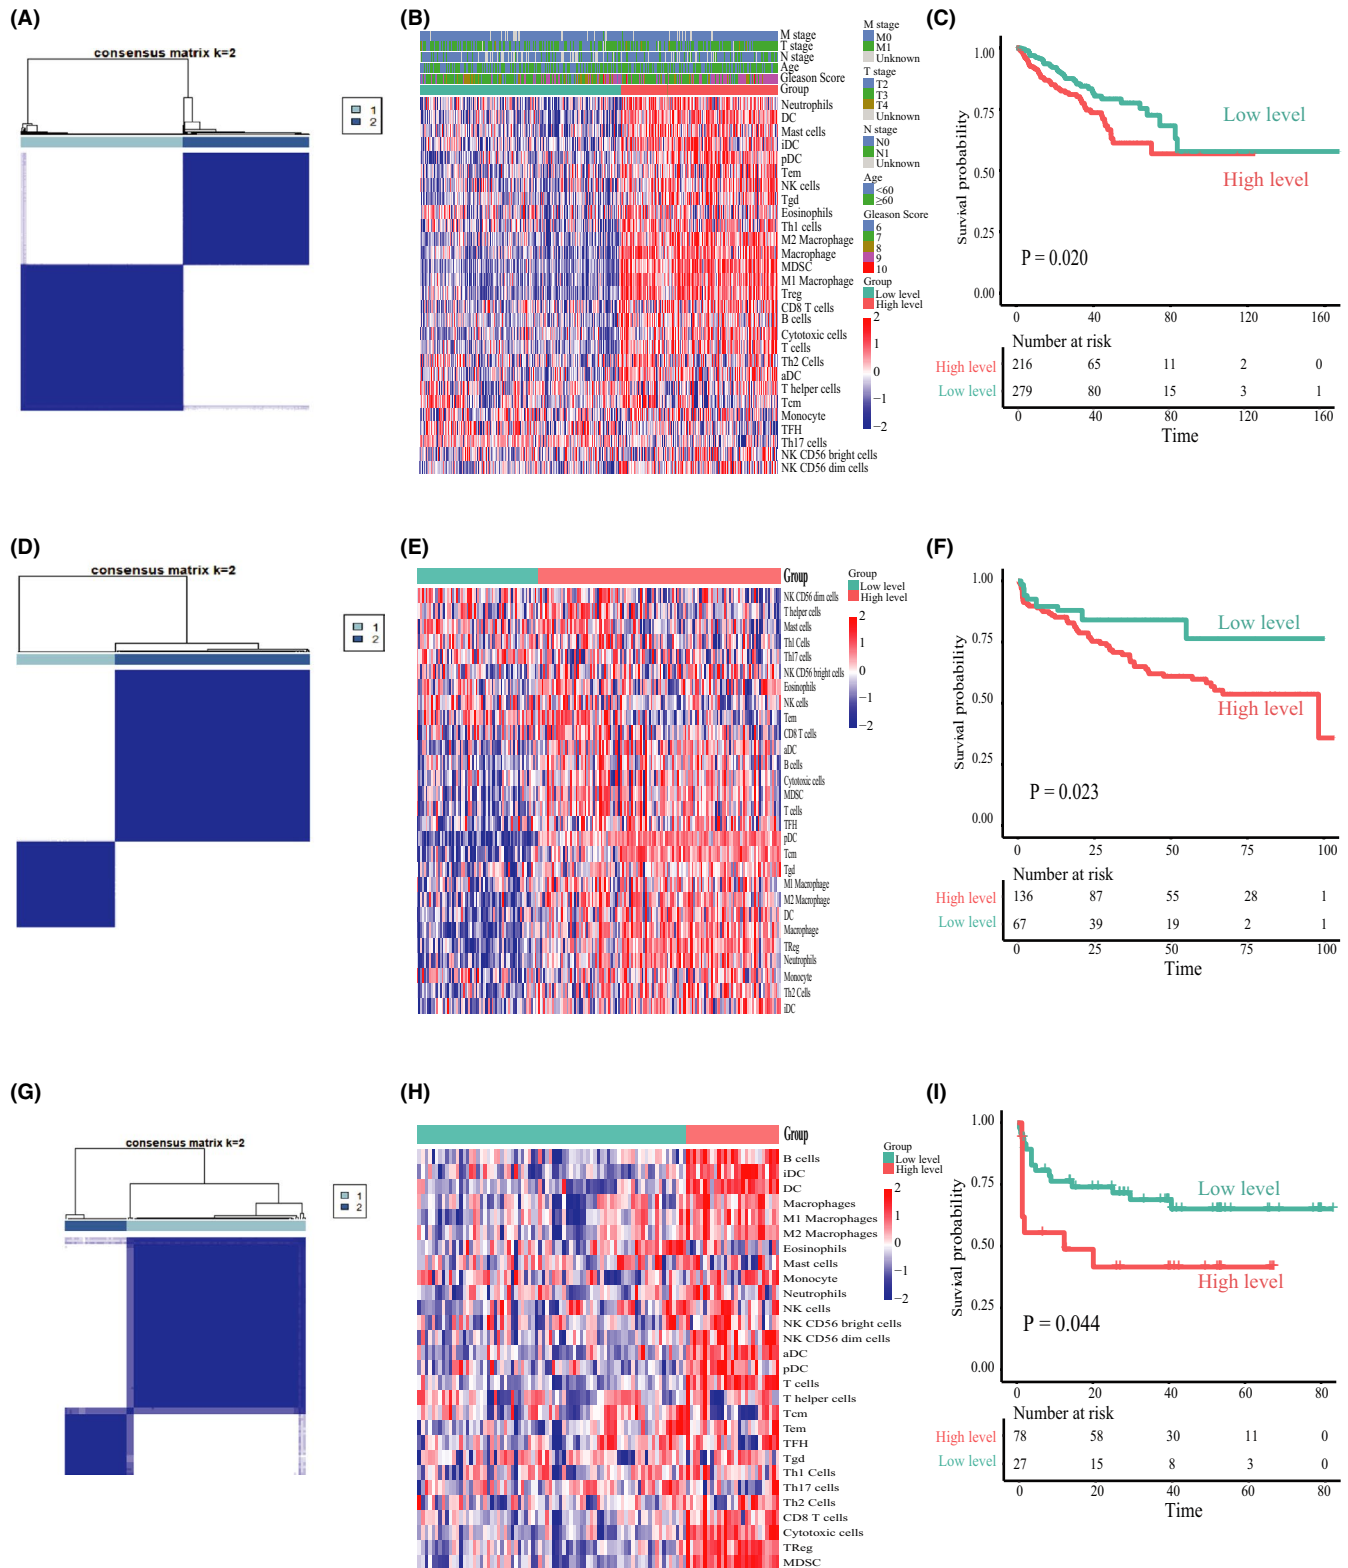 (A)
consensus matrix k=2
1
2
(B)
M stage
T stage
N stage
Age
Gleason Score
Group
Neutrophils
DC
Mast cells
iDC
pDC
Tem
NK cells
Tgd
Eosinophils
Th1 cells
M2 Macrophage
Macrophage
MDSC
M1 Macrophage
Treg
CD8 T cells
B cells
Cytotoxic cells
T cells
Th2 Cells
aDC
T helper cells
Tcm
Monocyte
TFH
Th17 cells
NK CD56 bright cells
NK CD56 dim cells
M stage
M0
M1
Unknown
T stage
T2
T3
T4
Unknown
N stage
N0
N1
Unknown
Age
<60
≥60
Gleason Score
6
7
8
9
10
Group
Low level
High level
2
1
0
−1
−2
(C)
Survival probability
1.00
0.75
0.50
0.25
0.00
Low level
High level
P = 0.020
0 40 80 120 160
Number at risk
High level 216 65 11 2 0
Low level 279 80 15 3 1
0 40 80 120 160
Time
(D)
consensus matrix k=2
1
2
(E)
Group
NK CD56 dim cells
T helper cells
Mast cells
Th1 Cells
Th17 cells
NK CD56 bright cells
Eosinophils
NK cells
Tem
CD8 T cells
aDC
B cells
Cytotoxic cells
MDSC
T cells
TFH
pDC
Tcm
Tgd
M1 Macrophage
M2 Macrophage
DC
Macrophage
TReg
Neutrophils
Monocyte
Th2 Cells
iDC
Group
Low level
High level
2
1
0
−1
−2
(F)
Survival probability
1.00
0.75
0.50
0.25
0.00
Low level
High level
P = 0.023
0 25 50 75 100
Number at risk
High level 136 87 55 28 1
Low level 67 39 19 2 1
0 25 50 75 100
Time
(G)
consensus matrix k=2
1
2
(H)
Group
B cells
iDC
DC
Macrophages
M1 Macrophages
M2 Macrophages
Eosinophils
Mast cells
Monocyte
Neutrophils
NK cells
NK CD56 bright cells
NK CD56 dim cells
aDC
pDC
T cells
T helper cells
Tcm
Tem
TFH
Tgd
Th1 Cells
Th17 cells
Th2 Cells
CD8 T cells
Cytotoxic cells
TReg
MDSC
Group
Low level
High level
2
1
0
−1
−2
(I)
Survival probability
1.00
0.75
0.50
0.25
0.00
Low level
High level
P = 0.044
0 20 40 60 80
Number at risk
High level 78 58 30 11 0
Low level 27 15 8 3 0
0 20 40 60 80
Time